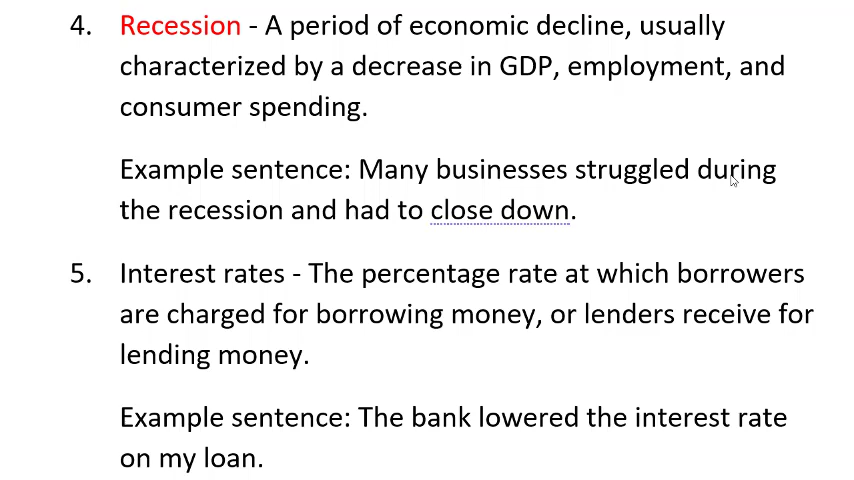 4. Recession - A period of economic decline, usually
characterized by a decrease in GDP, employment, and
consumer spending.
Example sentence: Many businesses struggled during
the recession and had to close down.
5. Interest rates - The percentage rate at which borrowers
are charged for borrowing money, or lenders receive for
lending money.
Example sentence: The bank lowered the interest rate
on my loan.